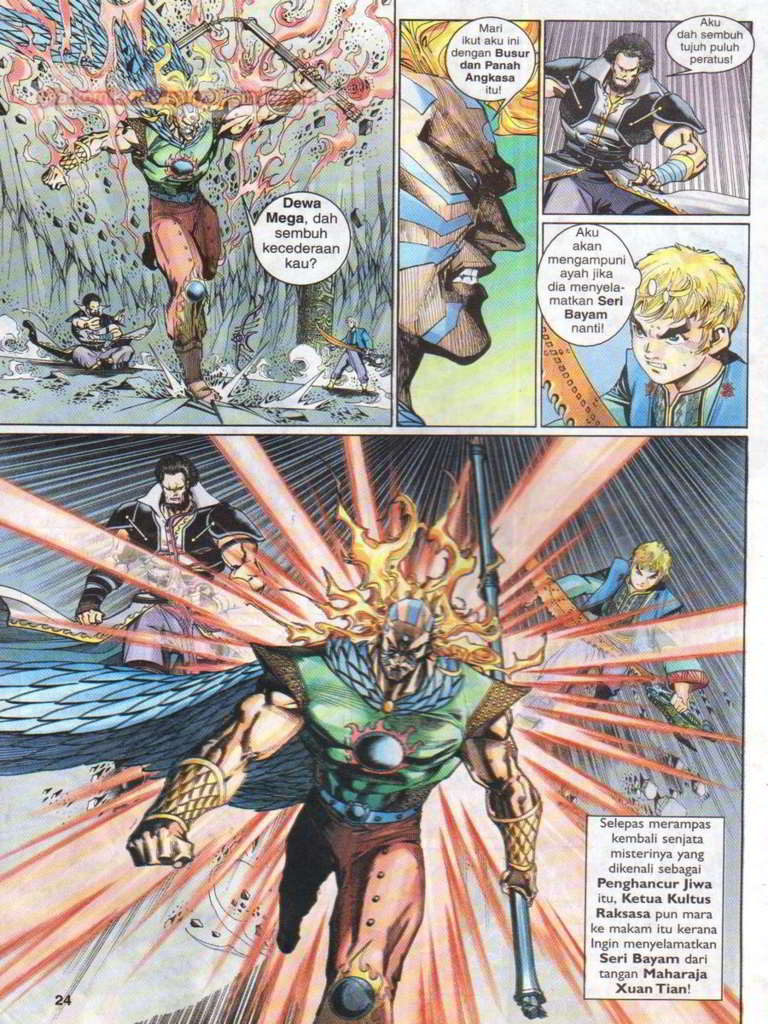 Dewa
Mega, dah
sembuh
kecederaan
kau?
Mari
ikut aku ini
dengan Busur
dan Panah
Angkasa
itu!
Aku
dah sembuh
tujuh puluh
peratus!
Aku
akan
mengampuni
ayah jika
dia menyela-
matkan Seri
Bayam
nanti!
Selepas merampas
kembali senjata
misterinya yang
dikenali sebagai
Penghancur Jiwa
itu, Ketua Kultus
Raksasa pun mara
ke makam itu kerana
Ingin menyelamatkan
Seri Bayam dari
tangan Maharaja
Xuan Tian!
24